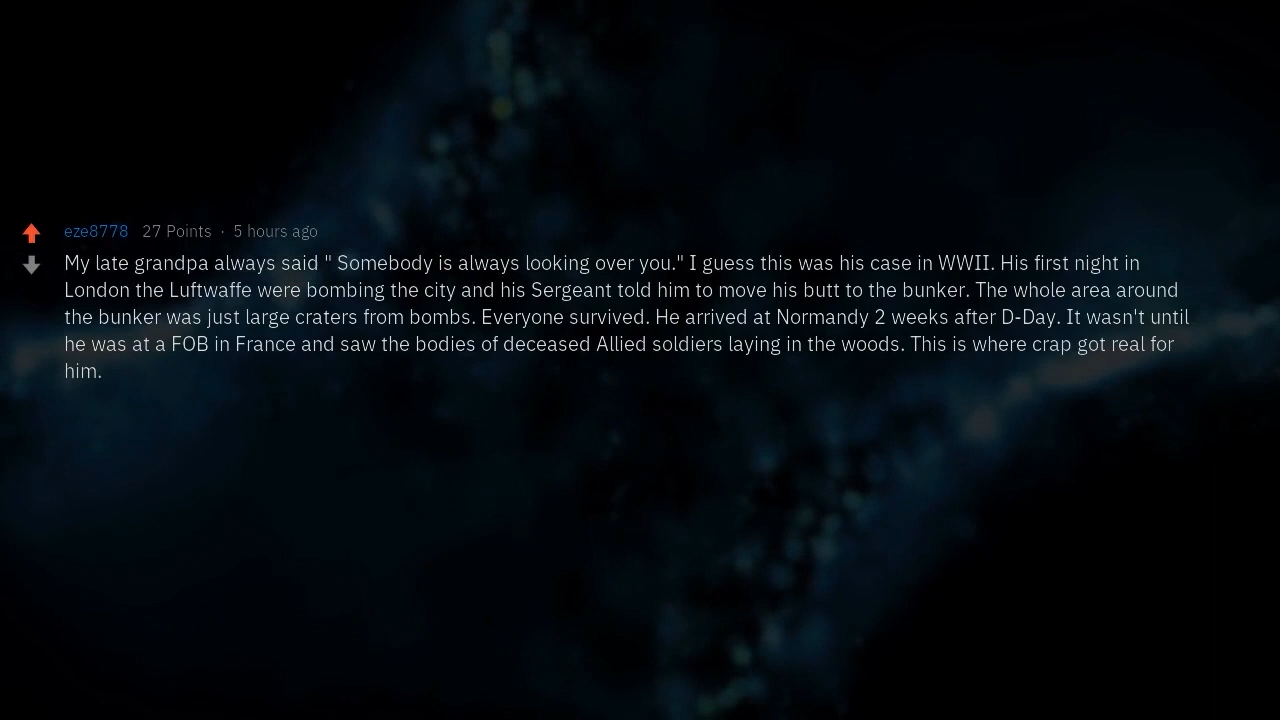 eze8778 27 Points · 5 hours ago
My late grandpa always said " Somebody is always looking over you." I guess this was his case in WWII. His first night in
London the Luftwaffe were bombing the city and his Sergeant told him to move his butt to the bunker. The whole area around
the bunker was just large craters from bombs. Everyone survived. He arrived at Normandy 2 weeks after D-Day. It wasn't until
he was at a FOB in France and saw the bodies of deceased Allied soldiers laying in the woods. This is where crap got real for
him.